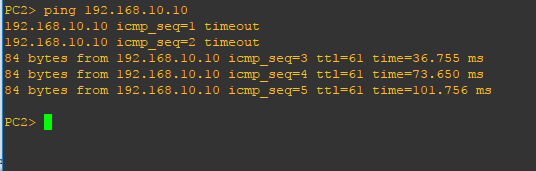 PC2> ping 192.168.10.10
192.168.10.10 icmp_seq=1 timeout
192.168.10.10 icmp_seq=2 timeout
84 bytes from 192.168.10.10 icmp_seq=3 ttl=61 time=36.755 ms
84 bytes from 192.168.10.10 icmp_seq=4 ttl=61 time=73.650 ms
84 bytes from 192.168.10.10 icmp_seq=5 ttl=61 time=101.756 ms
PC2>